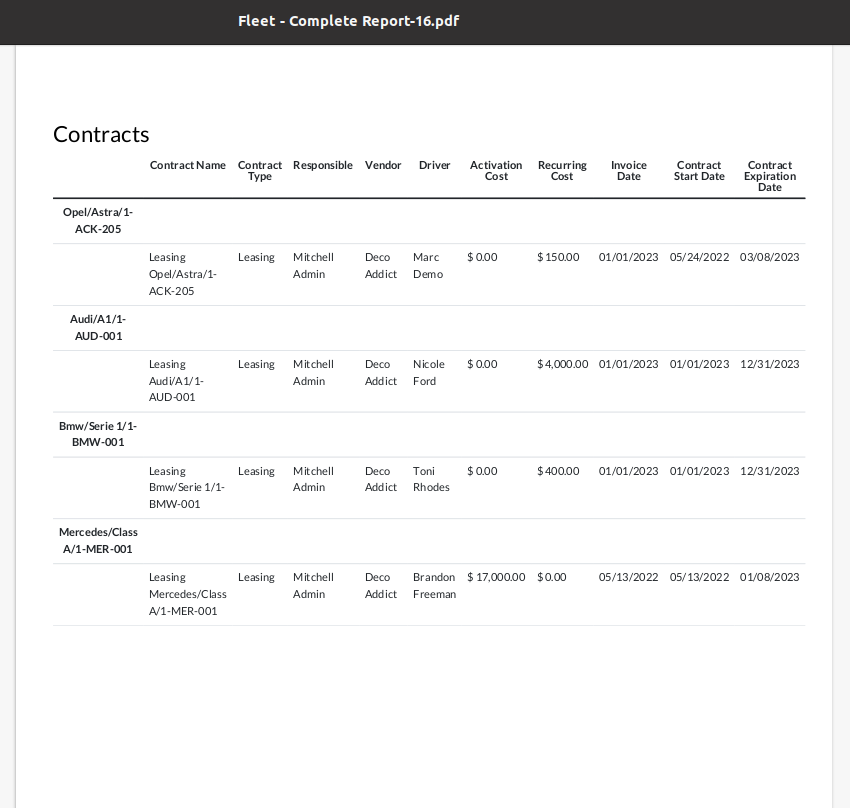 Fleet - Complete Report-16.pdf
Contracts
Contract Name Contract Type Responsible Vendor Driver Activation Cost Recurring Cost Invoice Date Contract Start Date Contract Expiration Date
Opel/Astra/1-
ACK-205
Leasing Leasing Mitchell Deco Marc $ 0.00 $ 150.00 01/01/2023 05/24/2022 03/08/2023
Opel/Astra/1- Admin Addict Demo
ACK-205
Audi/A1/1-
AUD-001
Leasing Leasing Mitchell Deco Nicole $ 0.00 $ 4,000.00 01/01/2023 01/01/2023 12/31/2023
Audi/A1/1- Admin Addict Ford
AUD-001
Bmw/Serie 1/1-
BMW-001
Leasing Leasing Mitchell Deco Toni $ 0.00 $ 400.00 01/01/2023 01/01/2023 12/31/2023
Bmw/Serie 1/1- Admin Addict Rhodes
BMW-001
Mercedes/Class
A/1-MER-001
Leasing Leasing Mitchell Deco Brandon $ 17,000.00 $ 0.00 05/13/2022 05/13/2022 01/08/2023
Mercedes/Class Admin Addict Freeman
A/1-MER-001